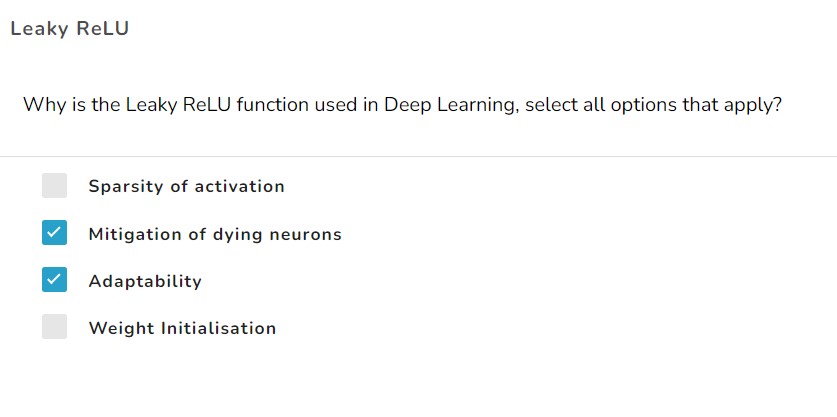 Leaky ReLU
Why is the Leaky ReLU function used in Deep Learning, select all options that apply?
Sparsity of activation
Mitigation of dying neurons
Adaptability
Weight Initialisation